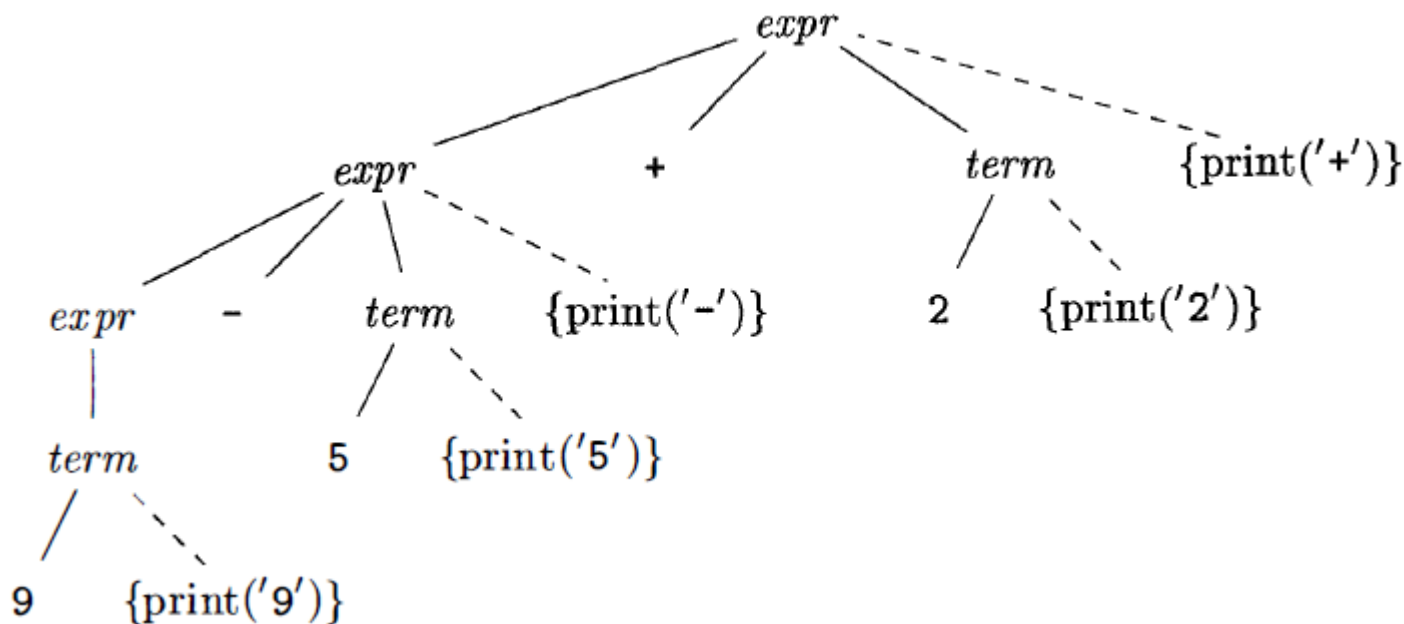 expr
expr + term {print('+')}
expr - term {print('-')} 2 {print('2')}
term 5 {print('5')}
9 {print('9')}